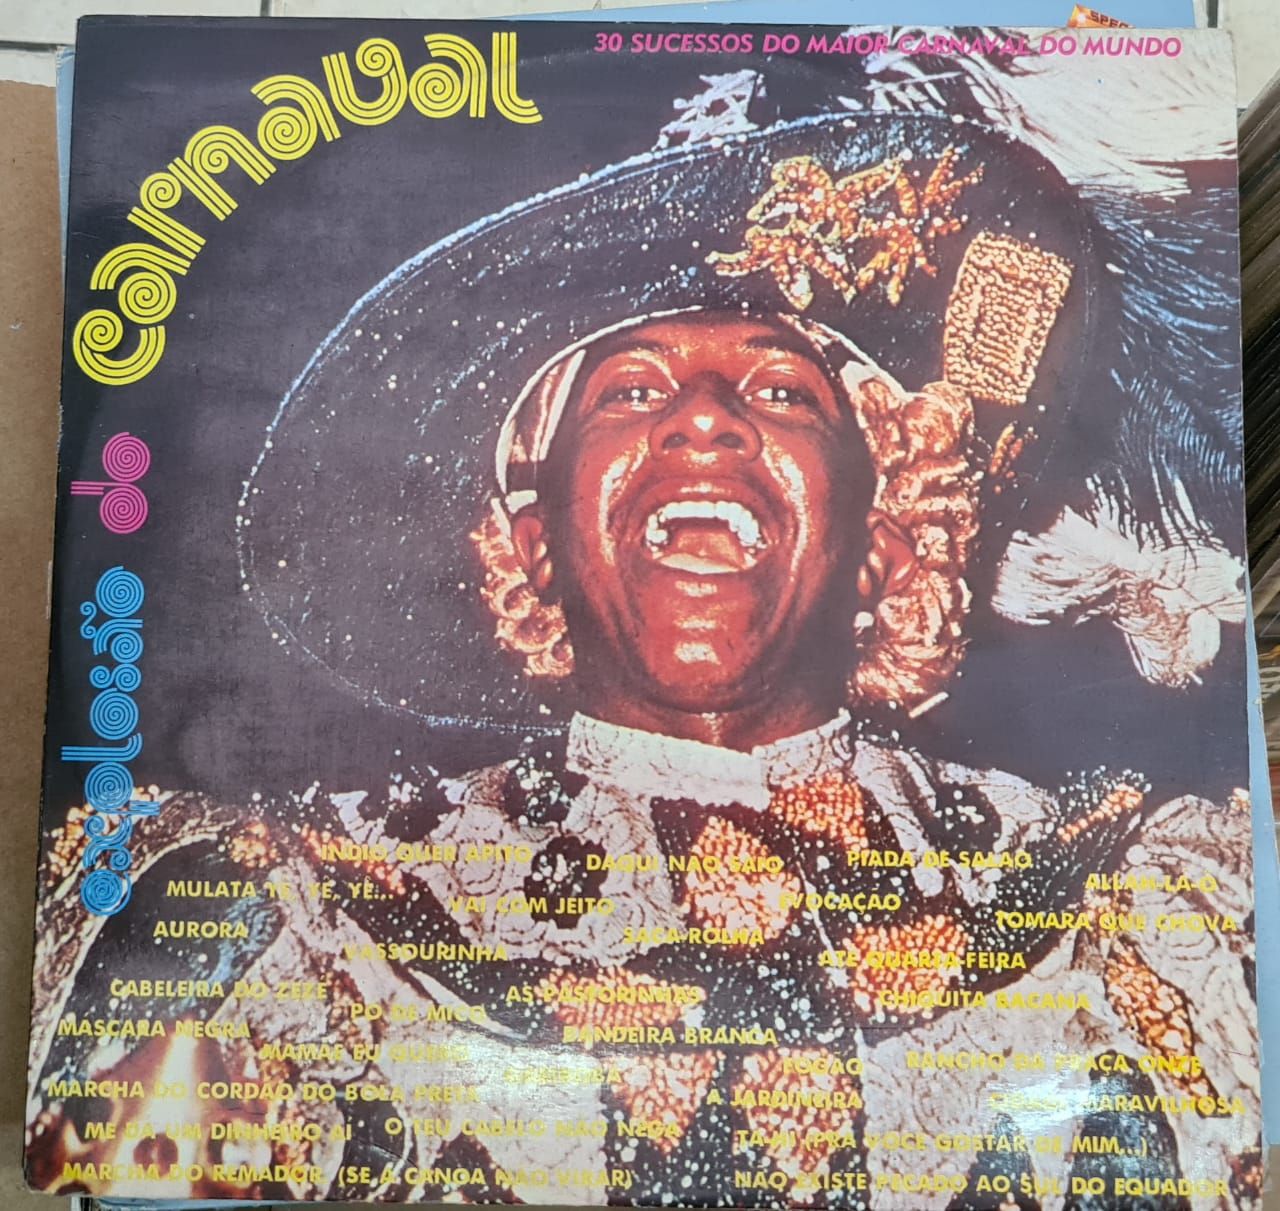 30 SUCESSOS DO MAIOR CARNAVAL DO MUNDO
explosão do Carnaval
ÍNDIO QUER APITO
DAQUI NÃO SAIO
PIADA DE SALÃO
ALLAH-LÁ-Ô
MULATA YÊ, YÊ, YÊ...
VAI COM JEITO
EVOCAÇÃO
TOMARA QUE CHOVA
AURORA
VASSOURINHA
SACA-ROLHA
ATÉ QUARTA-FEIRA
CABELEIRA DO ZEZÉ
AS PASTORINHAS
CHIQUITA BACANA
PÓ DE MICO
MÁSCARA NEGRA
BANDEIRA BRANCA
MAMÃE EU QUERO
FOGÃO
RANCHO DA PRAÇA ONZE
MARCHA DO CORDÃO DO BOLA PRETA
A JARDINEIRA
CIDADE MARAVILHOSA
ME DÁ UM DINHEIRO AÍ
O TEU CABELO NÃO NEGA
TA-HI (PRA VOCÊ GOSTAR DE MIM...)
MARCHA DO REMADOR (SE A CANOA NÃO VIRAR)
NÃO EXISTE PECADO AO SUL DO EQUADOR